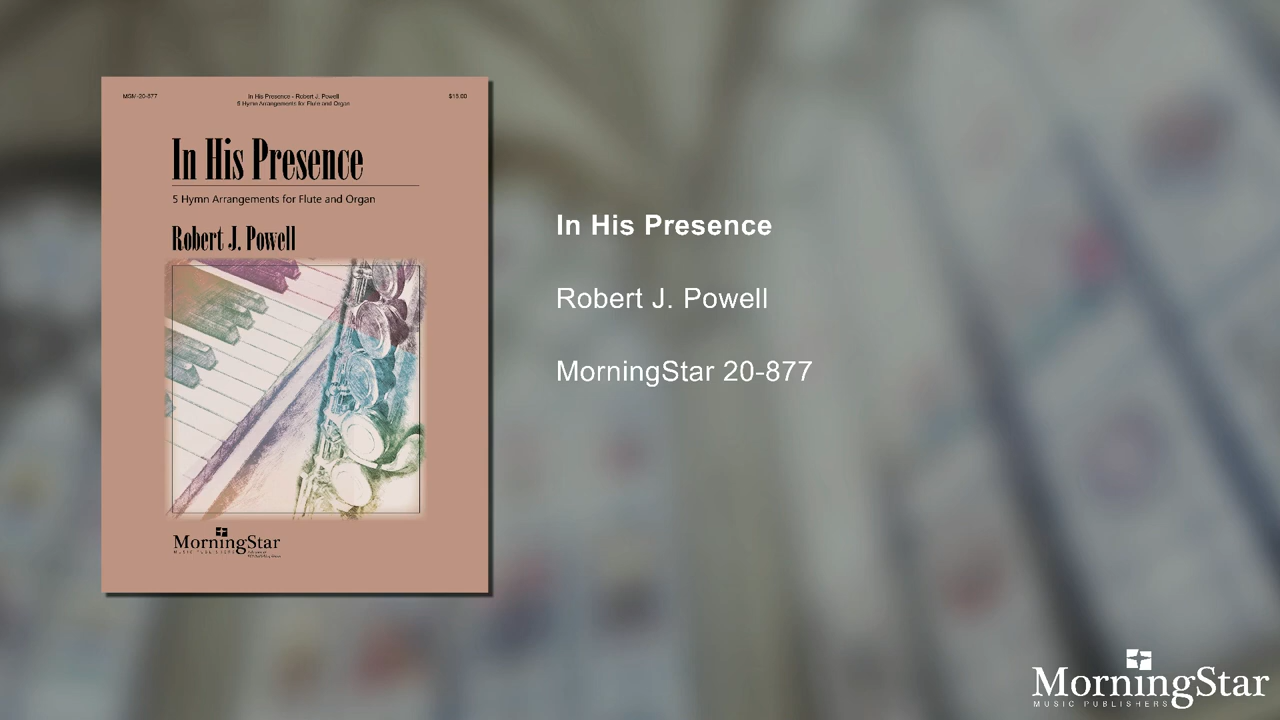 MSM-20-877
In His Presence - Robert J. Powell
$15.00
5 Hymn Arrangements for Flute and Organ
In His Presence
5 Hymn Arrangements for Flute and Organ
Robert J. Powell
MorningStar
MUSIC PUBLISHERS
In His Presence
Robert J. Powell
MorningStar 20-877
MorningStar
MUSIC PUBLISHERS